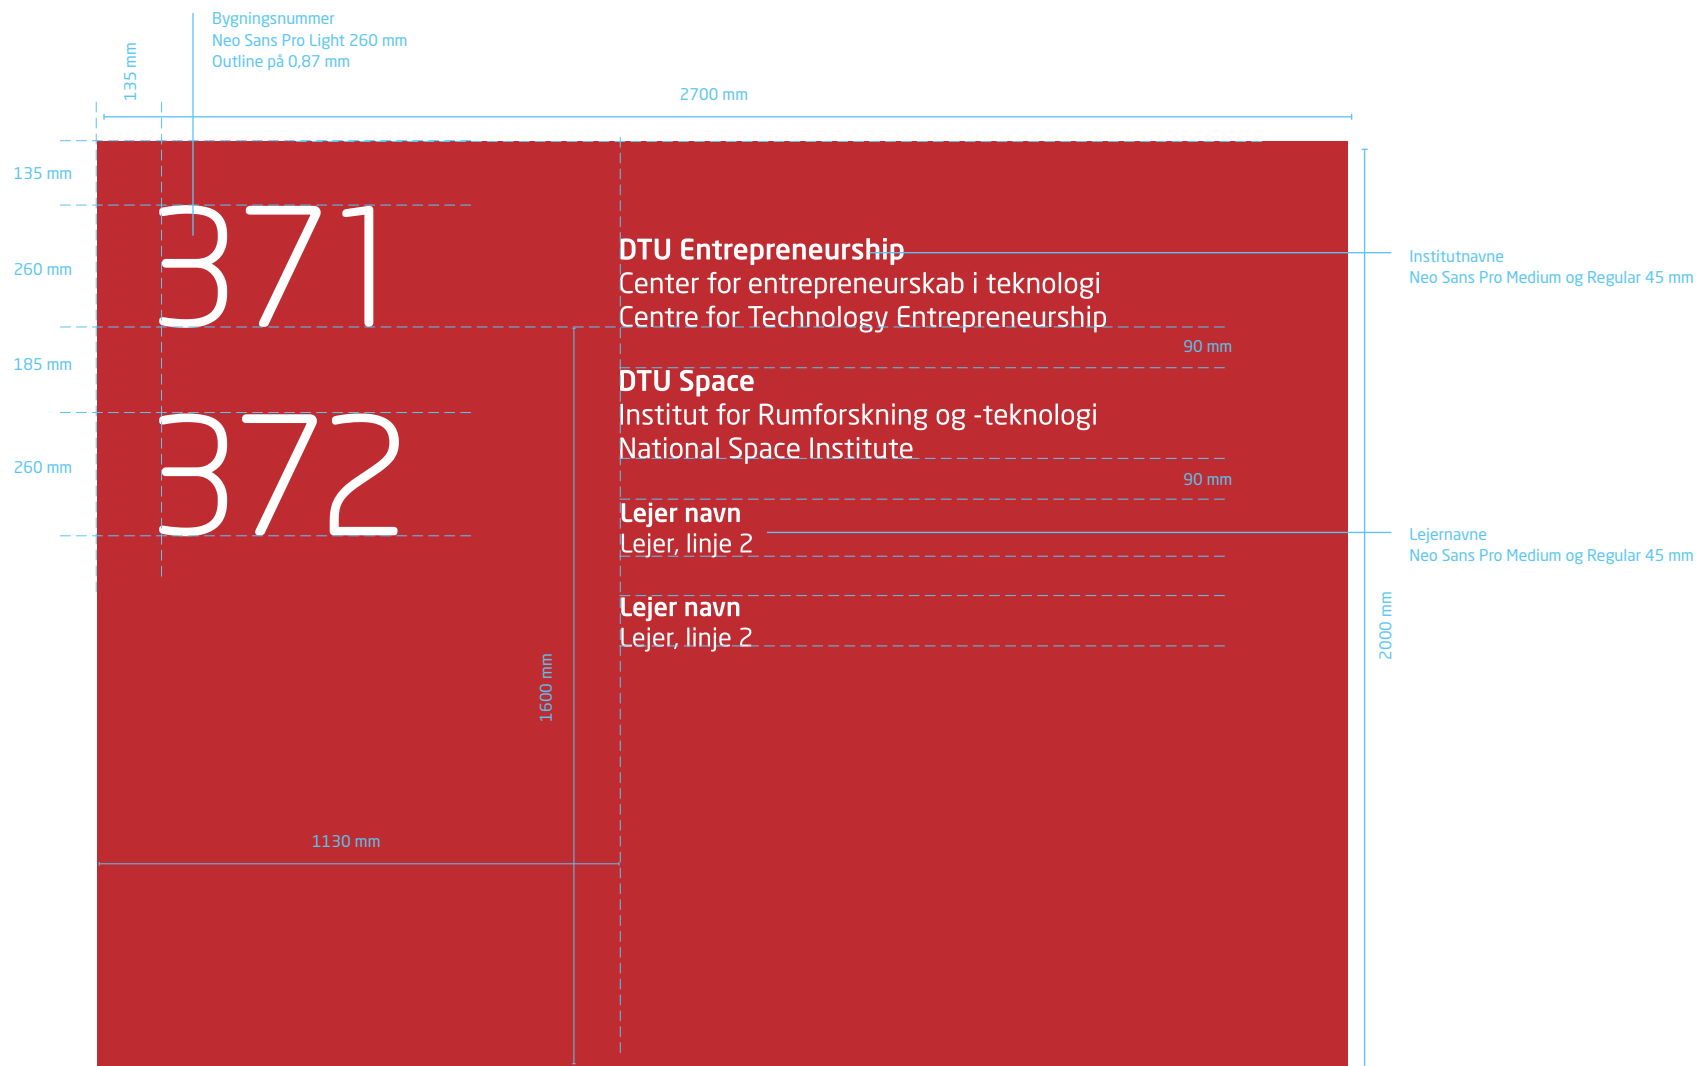 Bygningsnummer
Neo Sans Pro Light 260 mm
Outline på 0,87 mm
135 mm
2700 mm
135 mm
371
260 mm
DTU Entrepreneurship
Center for entrepreneurskab i teknologi
Centre for Technology Entrepreneurship
Institutnavne
Neo Sans Pro Medium og Regular 45 mm
90 mm
185 mm
DTU Space
Institut for Rumforskning og -teknologi
National Space Institute
372
260 mm
90 mm
Lejer navn
Lejer, linje 2
Lejernavne
Neo Sans Pro Medium og Regular 45 mm
Lejer navn
Lejer, linje 2
2000 mm
1600 mm
1130 mm